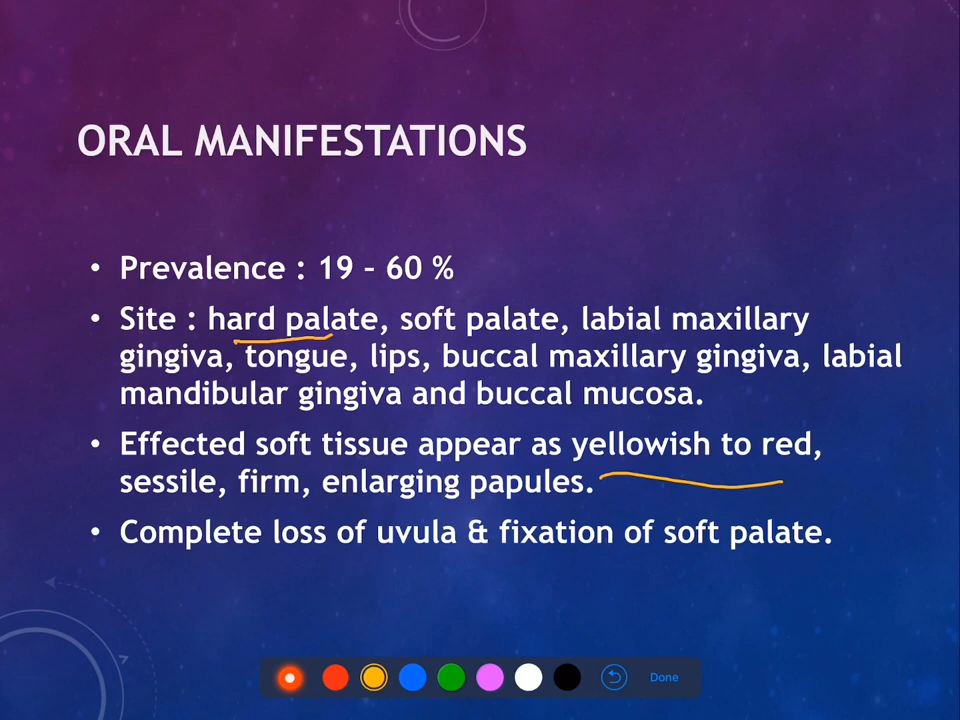 ORAL MANIFESTATIONS
• Prevalence : 19 – 60 %
• Site : hard palate, soft palate, labial maxillary
gingiva, tongue, lips, buccal maxillary gingiva, labial
mandibular gingiva and buccal mucosa.
• Effected soft tissue appear as yellowish to red,
sessile, firm, enlarging papules.
• Complete loss of uvula & fixation of soft palate.
Done